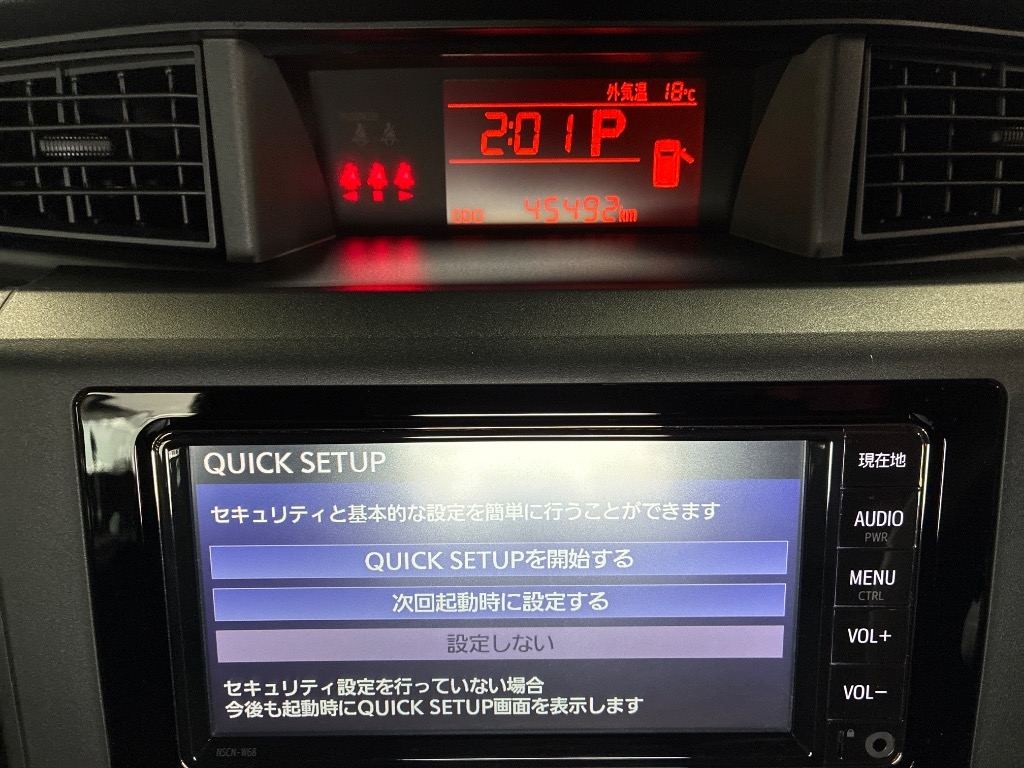 外気温 18℃
2:01 P
ODO 45492km
QUICK SETUP
セキュリティと基本的な設定を簡単に行うことができます
QUICK SETUPを開始する
次回起動時に設定する
設定しない
セキュリティ設定を行っていない場合
今後も起動時にQUICK SETUP画面を表示します
現在地
AUDIO
PWR
MENU
CTRL
VOL+
VOL−
NSCN-W68